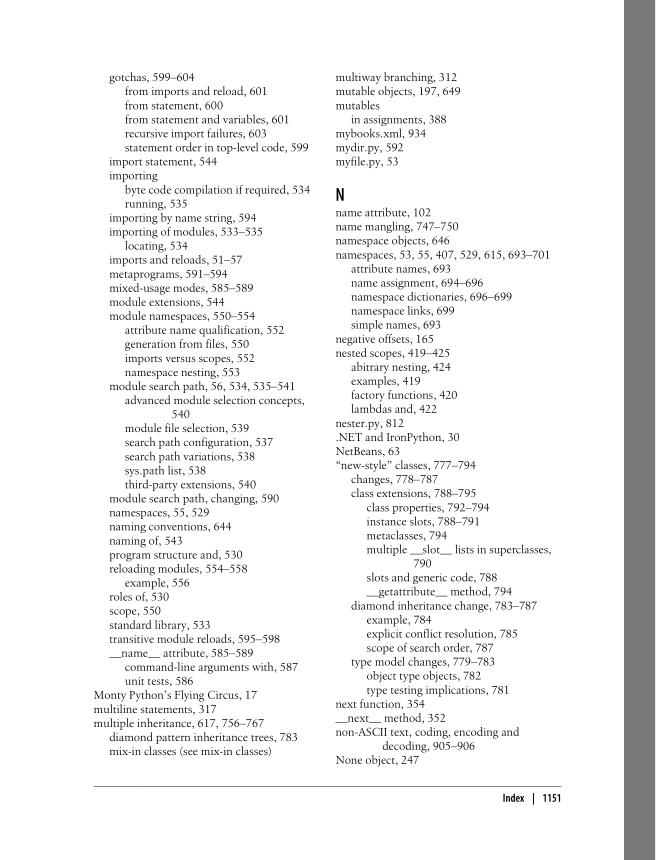 gotchas, 599–604
from imports and reload, 601
from statement, 600
from statement and variables, 601
recursive import failures, 603
statement order in top-level code, 599
import statement, 544
importing
byte code compilation if required, 534
running, 535
importing by name string, 594
importing of modules, 533–535
locating, 534
imports and reloads, 51–57
metaprograms, 591–594
mixed-usage modes, 585–589
module extensions, 544
module namespaces, 550–554
attribute name qualification, 552
generation from files, 550
imports versus scopes, 552
namespace nesting, 553
module search path, 56, 534, 535–541
advanced module selection concepts,
540
module file selection, 539
search path configuration, 537
search path variations, 538
sys.path list, 538
third-party extensions, 540
module search path, changing, 590
namespaces, 55, 529
naming conventions, 644
naming of, 543
program structure and, 530
reloading modules, 554–558
example, 556
roles of, 530
scope, 550
standard library, 533
transitive module reloads, 595–598
__name__ attribute, 585–589
command-line arguments with, 587
unit tests, 586
Monty Python's Flying Circus, 17
multiline statements, 317
multiple inheritance, 617, 756–767
diamond pattern inheritance trees, 783
mix-in classes (see mix-in classes)
multiway branching, 312
mutable objects, 197, 649
mutables
in assignments, 388
mybooks.xml, 934
mydir.py, 592
myfile.py, 53
N
name attribute, 102
name mangling, 747–750
namespace objects, 646
namespaces, 53, 55, 407, 529, 615, 693–701
attribute names, 693
name assignment, 694–696
namespace dictionaries, 696–699
namespace links, 699
simple names, 693
negative offsets, 165
nested scopes, 419–425
abitrary nesting, 424
examples, 419
factory functions, 420
lambdas and, 422
nester.py, 812
.NET and IronPython, 30
NetBeans, 63
“new-style” classes, 777–794
changes, 778–787
class extensions, 788–795
class properties, 792–794
instance slots, 788–791
metaclasses, 794
multiple __slot__ lists in superclasses,
790
slots and generic code, 788
__getattribute__ method, 794
diamond inheritance change, 783–787
example, 784
explicit conflict resolution, 785
scope of search order, 787
type model changes, 779–783
object type objects, 782
type testing implications, 781
next function, 354
__next__ method, 352
non-ASCII text, coding, encoding and
decoding, 905–906
None object, 247
Index | 1151